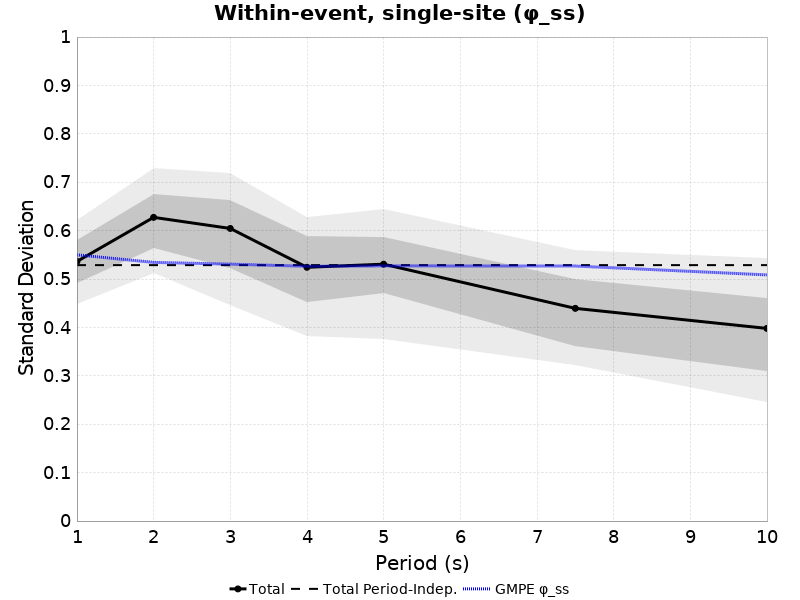 Within-event, single-site (φ_ss)
Standard Deviation
1
0.9
0.8
0.7
0.6
0.5
0.4
0.3
0.2
0.1
0
1 2 3 4 5 6 7 8 9 10
Period (s)
Total Total Period-Indep. GMPE φ_ss